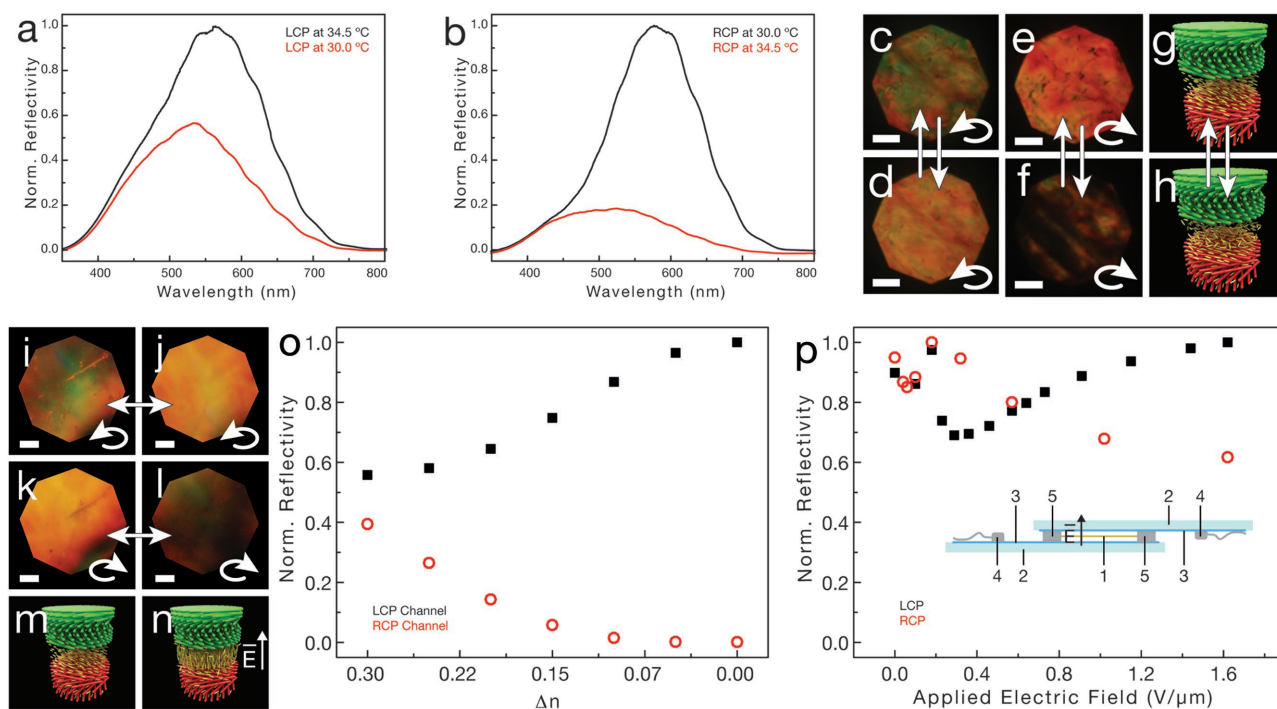 a
LCP at 34.5 ºC
LCP at 30.0 ºC
Norm. Reflectivity
1.0
0.8
0.6
0.4
0.2
0.0
400 500 600 700 800
Wavelength (nm)
b
RCP at 30.0 ºC
RCP at 34.5 ºC
Norm. Reflectivity
1.0
0.8
0.6
0.4
0.2
0.0
400 500 600 700 800
Wavelength (nm)
c e g
d f h
i j
k l
m n
E
o
Norm. Reflectivity
1.0
0.8
0.6
0.4
0.2
0.0
LCP Channel
RCP Channel
0.30 0.22 0.15 0.07 0.00
Δn
p
Norm. Reflectivity
1.0
0.8
0.6
0.4
0.2
0.0
3 5 2 4
E
4 2 1 5 3
LCP
RCP
0.0 0.4 0.8 1.2 1.6
Applied Electric Field (V/μm)